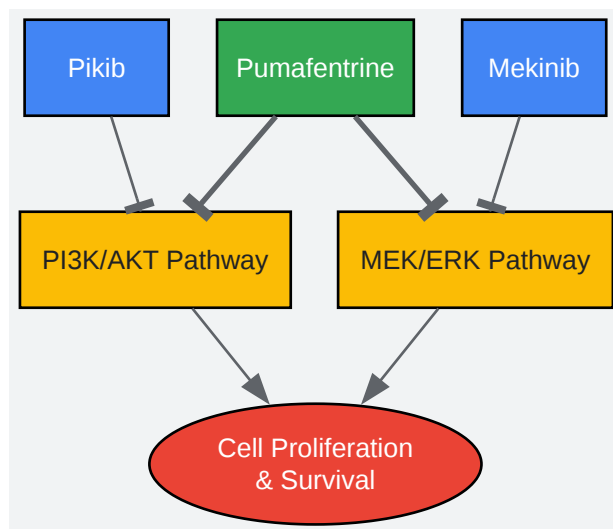 Pikib
Pumafentrine
Mekinib
PI3K/AKT Pathway
MEK/ERK Pathway
Cell Proliferation
& Survival